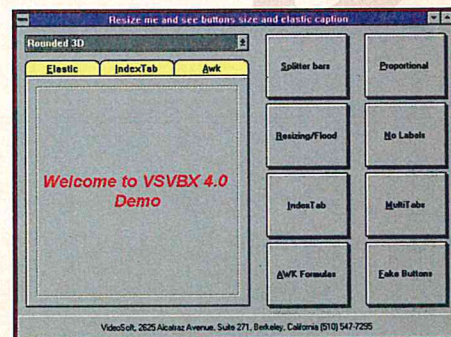 Resize me and see buttons size and elastic caption
Rounded 3D
Elastic IndexTab Awk
Welcome to VSVBX 4.0
Demo
Splitter bars Proportional
Resizing/Flood No Labels
IndexTab MultiTabs
AWK Formulas Fake Buttons
VideoSoft, 2625 Alcatraz Avenue, Suite 271, Berkeley, California (510) 547-7295